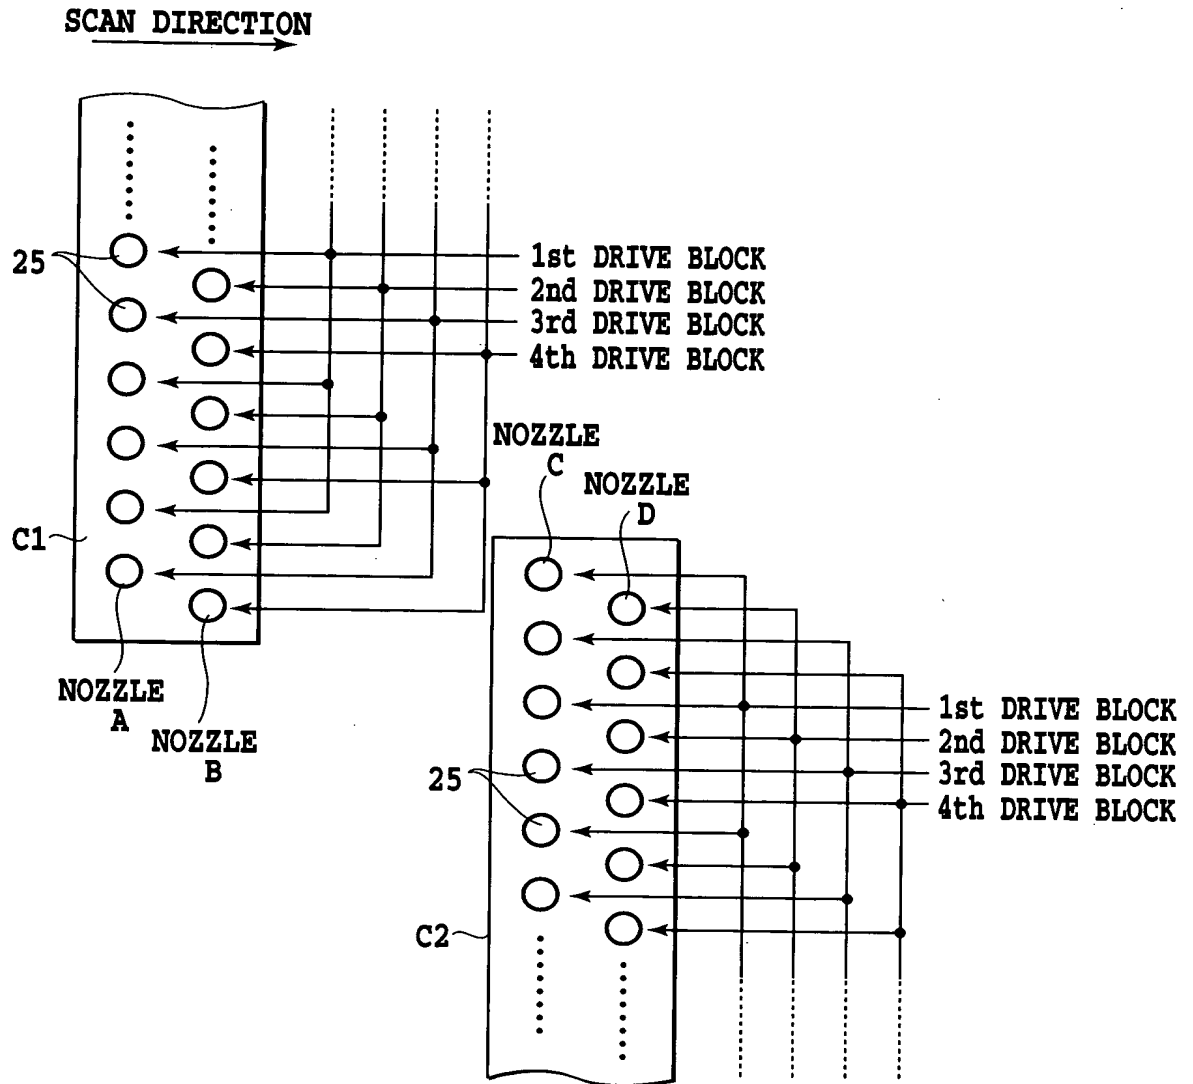 SCAN DIRECTION
25
1st DRIVE BLOCK
2nd DRIVE BLOCK
3rd DRIVE BLOCK
4th DRIVE BLOCK
NOZZLE
C
NOZZLE
D
C1
NOZZLE
A
NOZZLE
B
1st DRIVE BLOCK
2nd DRIVE BLOCK
3rd DRIVE BLOCK
4th DRIVE BLOCK
25
C2